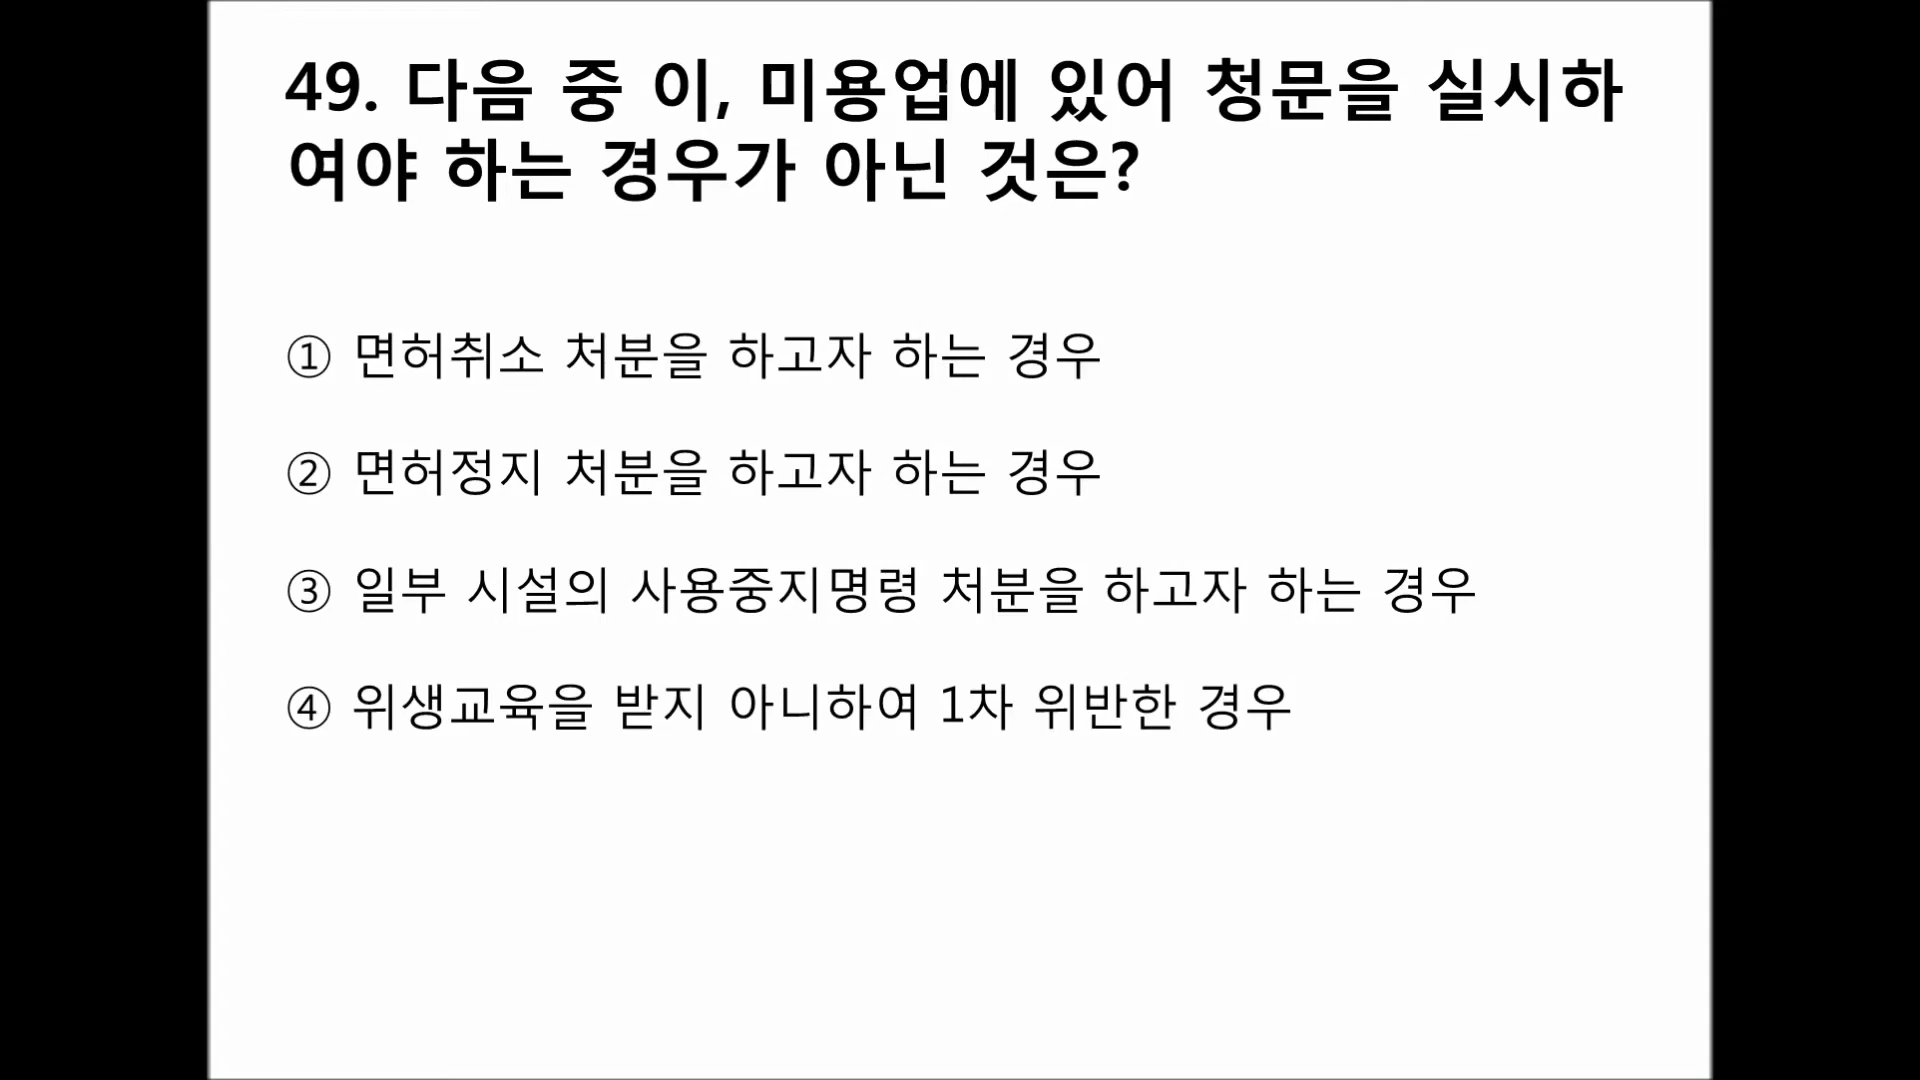 49. 다음 중 이, 미용업에 있어 청문을 실시하
여야 하는 경우가 아닌 것은?
① 면허취소 처분을 하고자 하는 경우
② 면허정지 처분을 하고자 하는 경우
③ 일부 시설의 사용중지명령 처분을 하고자 하는 경우
④ 위생교육을 받지 아니하여 1차 위반한 경우